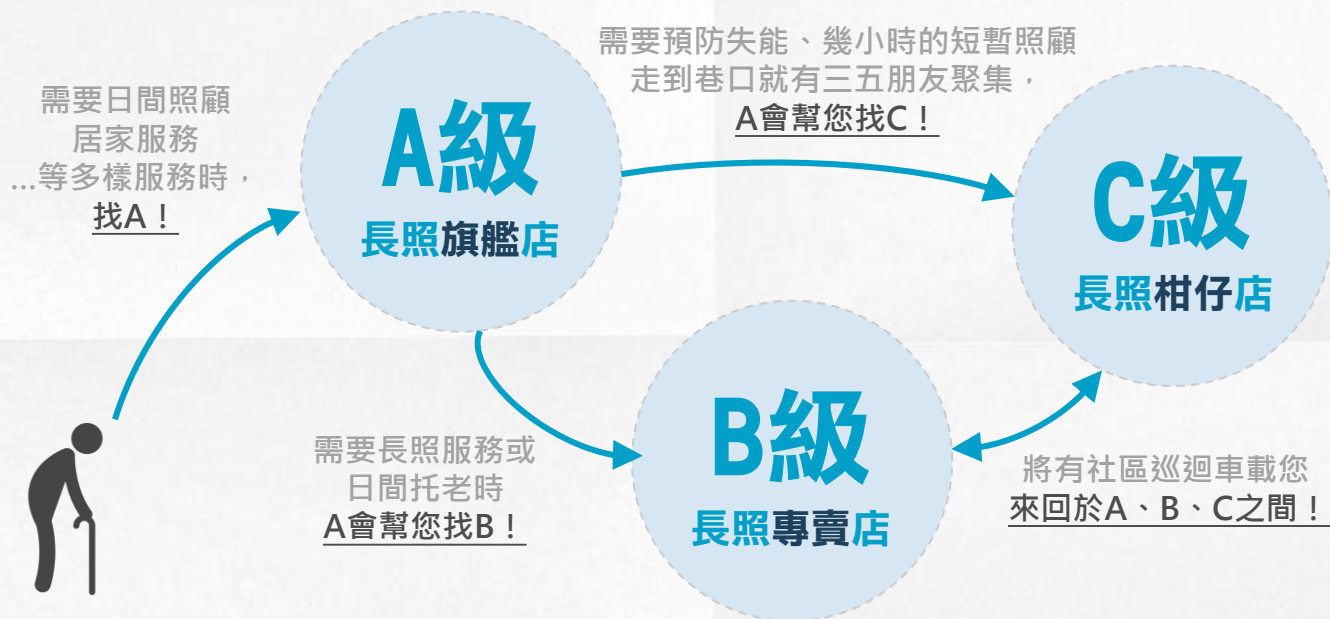 需要日間照顧
居家服務
...等多樣服務時，
找A！
A級
長照旗艦店
需要預防失能、幾小時的短暫照顧
走到巷口就有三五朋友聚集，
A會幫您找C！
C級
長照柑仔店
需要長照服務或
日間托老時
A會幫您找B！
B級
長照專賣店
將有社區巡迴車載您
來回於A、B、C之間！